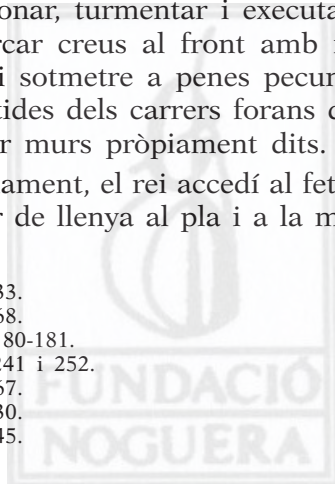 onar, turmentar i executa
rcar creus al front amb
i sotmetre a penes pecun
tides dels carrers forans
r murs pròpiament dits.
ament, el rei accedí al fet
r de llenya al pla i a la m
33.
68.
80-181.
241 i 252.
67.
30.
45.
FUNDACIÓ
NOGUERA